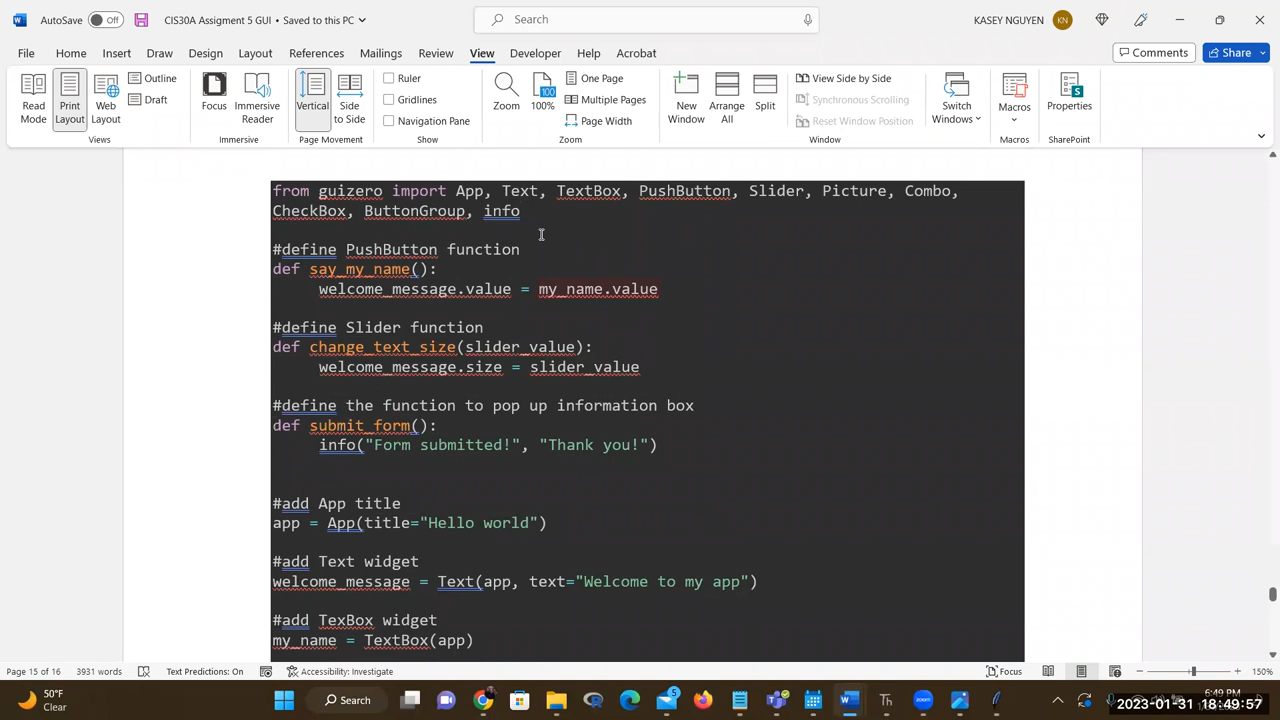 CIS30A Assigment 5 GUI • Saved to this PC
AutoSave Off
Search
KASEY NGUYEN KN
File Home Insert Draw Design Layout References Mailings Review View Developer Help Acrobat
Comments Share
Read Mode
Print Layout
Web Layout
Outline
Draft
Views
Focus
Immersive Reader
Immersive
Vertical
Side to Side
Page Movement
Ruler
Gridlines
Navigation Pane
Show
Zoom
100%
One Page
Multiple Pages
Page Width
Zoom
New Window
Arrange All
Split
View Side by Side
Synchronous Scrolling
Reset Window Position
Window
Switch Windows
Macros
Macros
Properties
SharePoint
from guizero import App, Text, TextBox, PushButton, Slider, Picture, Combo,
CheckBox, ButtonGroup, info
#define PushButton function
def say_my_name():
welcome_message.value = my_name.value
#define Slider function
def change_text_size(slider_value):
welcome_message.size = slider_value
#define the function to pop up information box
def submit_form():
info("Form submitted!", "Thank you!")
#add App title
app = App(title="Hello world")
#add Text widget
welcome_message = Text(app, text="Welcome to my app")
#add TexBox widget
my_name = TextBox(app)
Page 15 of 16 3931 words Text Predictions: On Accessibility: Investigate Focus 150%
50°F
Clear
Search
5
6:49 PM
2023-01-31 18:49:57